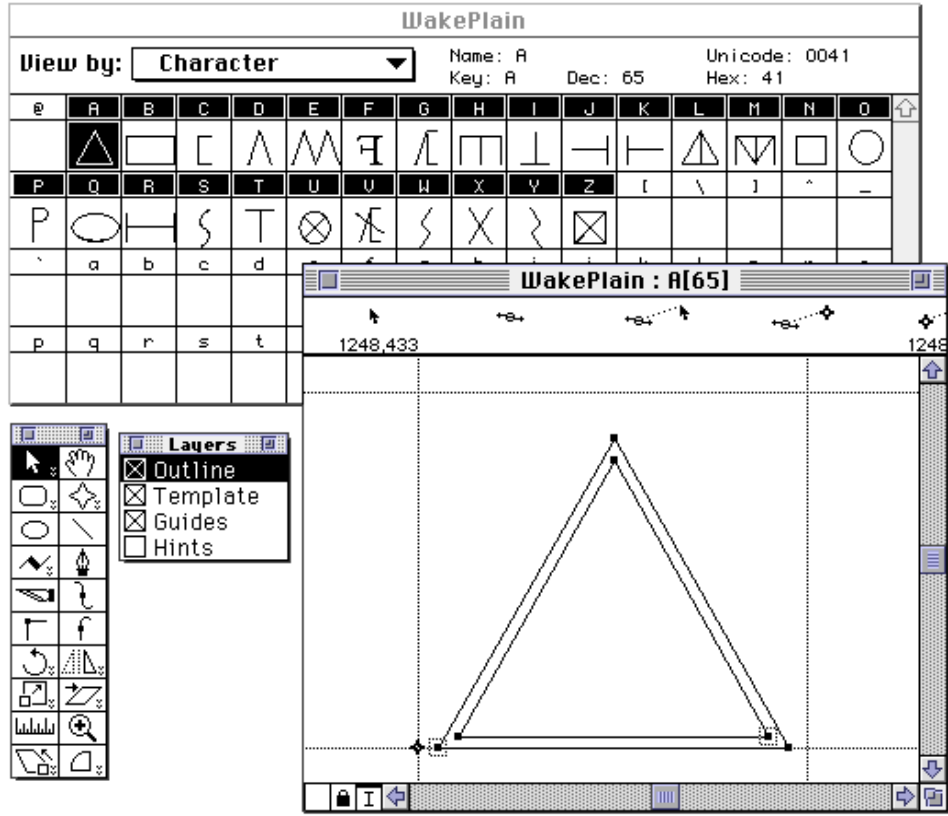 WakePlain
View by: Character
Name: A
Unicode: 0041
Key: A Dec: 65 Hex: 41
@ A B C D E F G H I J K L M N O
P Q R S T U V W X Y Z [ \ ] ^ _
` a b c d
p q r s t
WakePlain : A[65]
1248,433
1248
Layers
Outline
Template
Guides
Hints